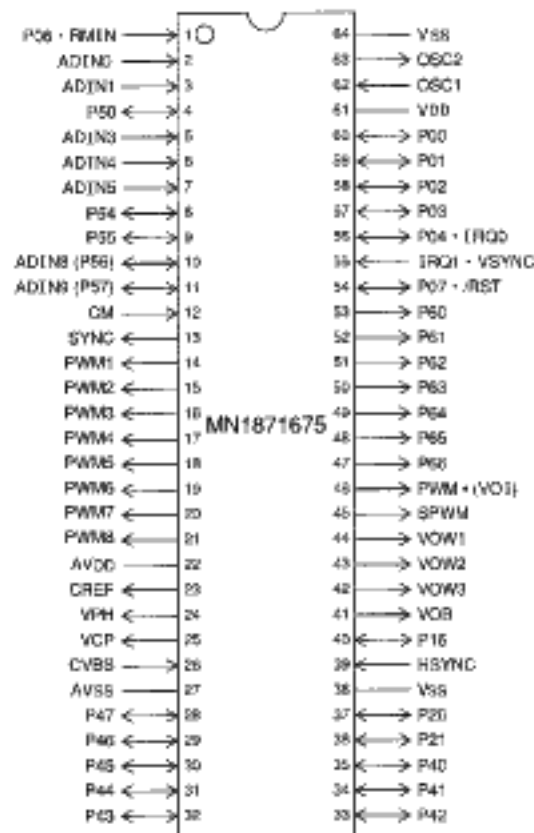 P06 · RMIN 1 64 VSS
ADIN0 2 63 OSC2
ADIN1 3 62 OSC1
P50 4 61 VDD
ADIN3 5 60 P00
ADIN4 6 59 P01
ADIN5 7 58 P02
P54 8 57 P03
P55 9 56 P04 · IRQ0
ADIN8 (P56) 10 55 IRQ1 · VSYNC
ADIN9 (P57) 11 54 P07 · /RST
CM 12 53 P60
SYNC 13 52 P61
PWM1 14 51 P62
PWM2 15 50 P63
PWM3 16 49 P64
MN1871675
PWM4 17 48 P65
PWM5 18 47 P66
PWM6 19 46 PWM
PWM7 20 45 SPWM
PWM8 21 44 VOW1
AVDD 22 43 VOW2
CREF 23 42 VOW3
VPH 24 41 VOB
VCP 25 40 P16
CVBS 26 39 HSYNC
AVSS 27 38 VSS
P47 28 37 P20
P46 29 36 P21
P45 30 35 P40
P44 31 34 P41
P43 32 33 P42